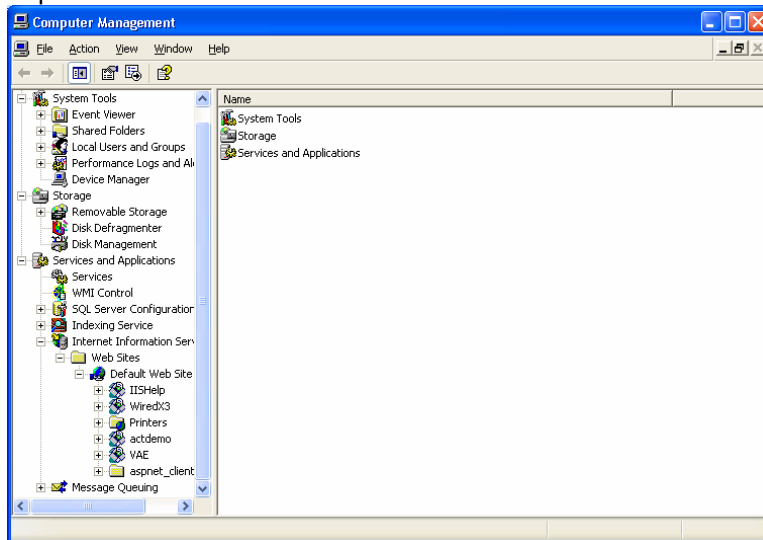 Computer Management
File Action View Window Help
Name
System Tools
Event Viewer
Shared Folders
Local Users and Groups
Performance Logs and Al
Device Manager
Storage
Removable Storage
Disk Defragmenter
Disk Management
Services and Applications
Services
WMI Control
SQL Server Configuration
Indexing Service
Internet Information Serv
Web Sites
Default Web Site
IISHelp
WiredX3
Printers
actdemo
VAE
aspnet_client
Message Queuing
System Tools
Storage
Services and Applications